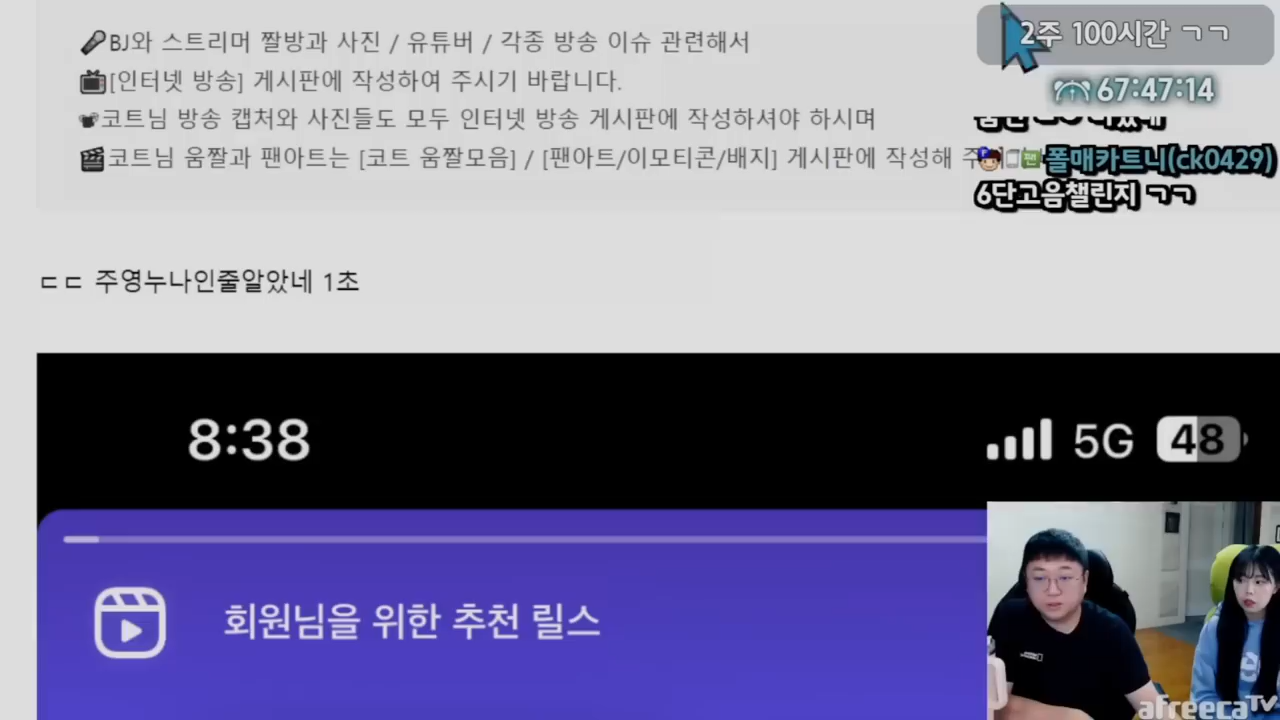 🎤BJ와 스트리머 짤방과 사진 / 유튜버 / 각종 방송 이슈 관련해서
📺[인터넷 방송] 게시판에 작성하여 주시기 바랍니다.
코트님 방송 캡처와 사진들도 모두 인터넷 방송 게시판에 작성하셔야 하시며
🎬코트님 움짤과 팬아트는 [코트 움짤모음] / [팬아트/이모티콘/배지] 게시판에 작성해
2주 100시간 ㄱㄱ
67:47:14
팬 폴매카트니(ck0429)
6단고음챌린지 ㄱㄱ
ㄷㄷ 주영누나인줄알았네 1초
8:38
5G 48
회원님을 위한 추천 릴스
afreecaTV